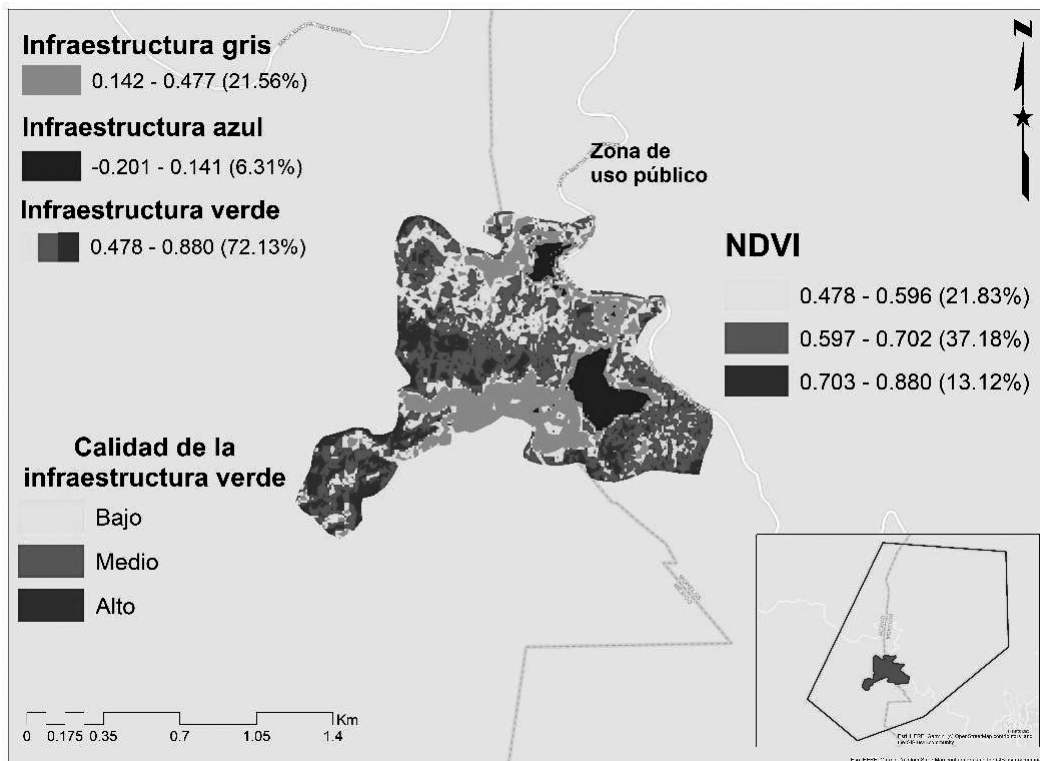 Infraestructura gris
0.142 - 0.477 (21.56%)
Infraestructura azul
-0.201 - 0.141 (6.31%)
Infraestructura verde
0.478 - 0.880 (72.13%)
Zona de
uso público
N
NDVI
0.478 - 0.596 (21.83%)
0.597 - 0.702 (37.18%)
0.703 - 0.880 (13.12%)
Calidad de la
infraestructura verde
Bajo
Medio
Alto
MORELOS
MÉXICO
Km
0 0.175 0.35 0.7 1.05 1.4